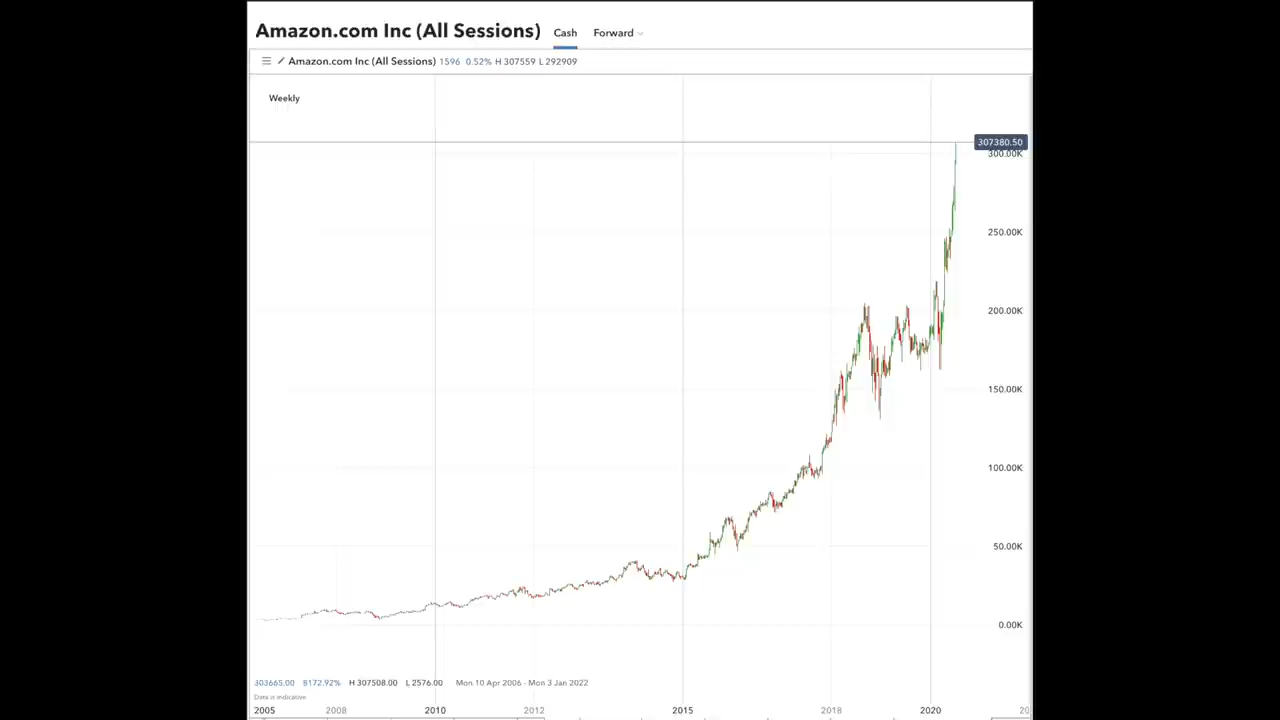 Amazon.com Inc (All Sessions) Cash Forward
Amazon.com Inc (All Sessions) 1596 0.52% H 307559 L 292909
Weekly
307380.50
300.00K
250.00K
200.00K
150.00K
100.00K
50.00K
0.00K
303665.00 8172.92% H 307508.00 L 2576.00 Mon 10 Apr 2006 - Mon 3 Jan 2022
Data is indicative
2005 2008 2010 2012 2015 2018 2020 20